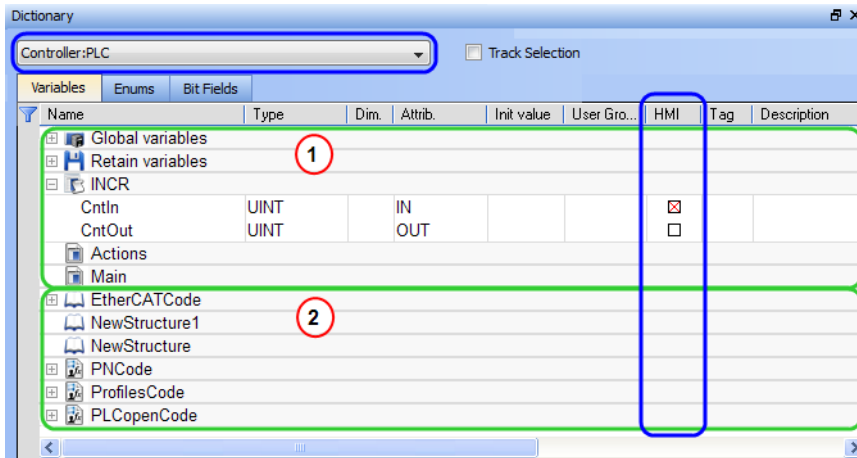 Dictionary
Controller:PLC
Track Selection
Variables Enums Bit Fields
Name Type Dim. Attrib. Init value User Gro... HMI Tag Description
Global variables
Retain variables
1
INCR
CntIn UINT IN
CntOut UINT OUT
Actions
Main
EtherCATCode
NewStructure1
2
NewStructure
PNCode
ProfilesCode
PLCopenCode